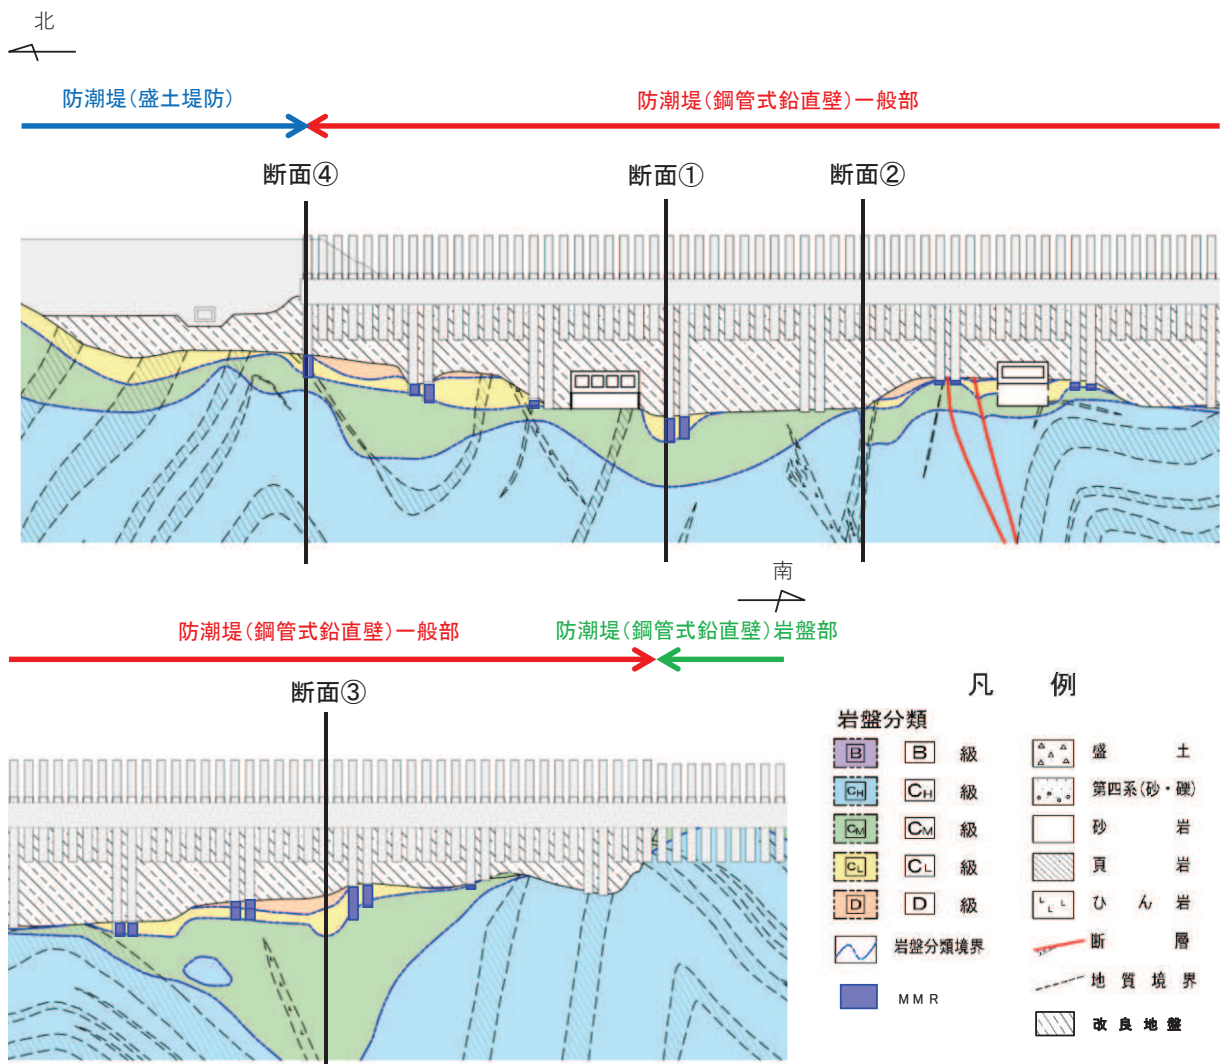 北
防潮堤(盛土堤防)
防潮堤(鋼管式鉛直壁)一般部
断面④
断面①
断面②
南
防潮堤(鋼管式鉛直壁)一般部
防潮堤(鋼管式鉛直壁)岩盤部
断面③
凡 例
岩盤分類
B B 級
CH CH 級
CM CM 級
CL CL 級
D D 級
岩盤分類境界
MMR
盛 土
第四系(砂・礫)
砂 岩
頁 岩
ひ ん 岩
断 層
地 質 境 界
改 良 地 盤